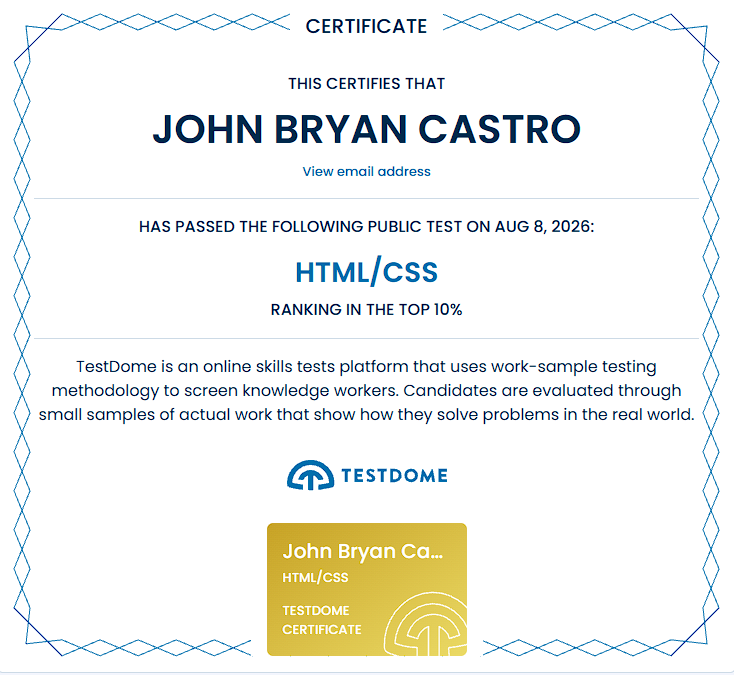 CERTIFICATE
THIS CERTIFIES THAT
JOHN BRYAN CASTRO
View email address
HAS PASSED THE FOLLOWING PUBLIC TEST ON AUG 8, 2026:
HTML/CSS
RANKING IN THE TOP 10%
TestDome is an online skills tests platform that uses work-sample testing
methodology to screen knowledge workers. Candidates are evaluated through
small samples of actual work that show how they solve problems in the real world.
TESTDOME
John Bryan Ca...
HTML/CSS
TESTDOME
CERTIFICATE